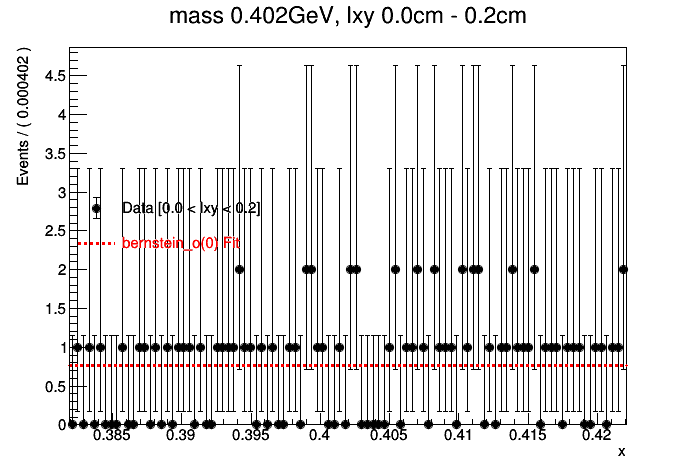 mass 0.402GeV, lxy 0.0cm - 0.2cm
Events / ( 0.000402 )
4.5
4
3.5
3
2.5
2
1.5
1
0.5
0
Data [0.0 < lxy < 0.2]
bernstein_o(0) Fit
0.385 0.39 0.395 0.4 0.405 0.41 0.415 0.42
x